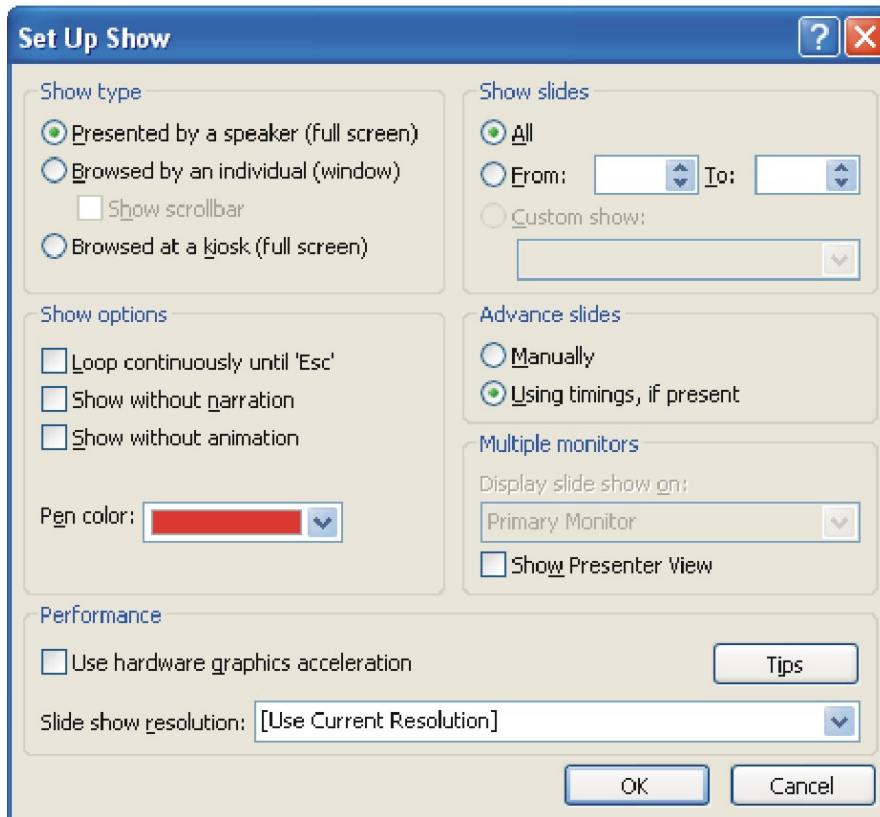 Set Up Show
Show type
Presented by a speaker (full screen)
Browsed by an individual (window)
Show scrollbar
Browsed at a kiosk (full screen)
Show slides
All
From: To:
Custom show:
Show options
Loop continuously until 'Esc'
Show without narration
Show without animation
Pen color:
Advance slides
Manually
Using timings, if present
Multiple monitors
Display slide show on:
Primary Monitor
Show Presenter View
Performance
Use hardware graphics acceleration
Tips
Slide show resolution: [Use Current Resolution]
OK Cancel